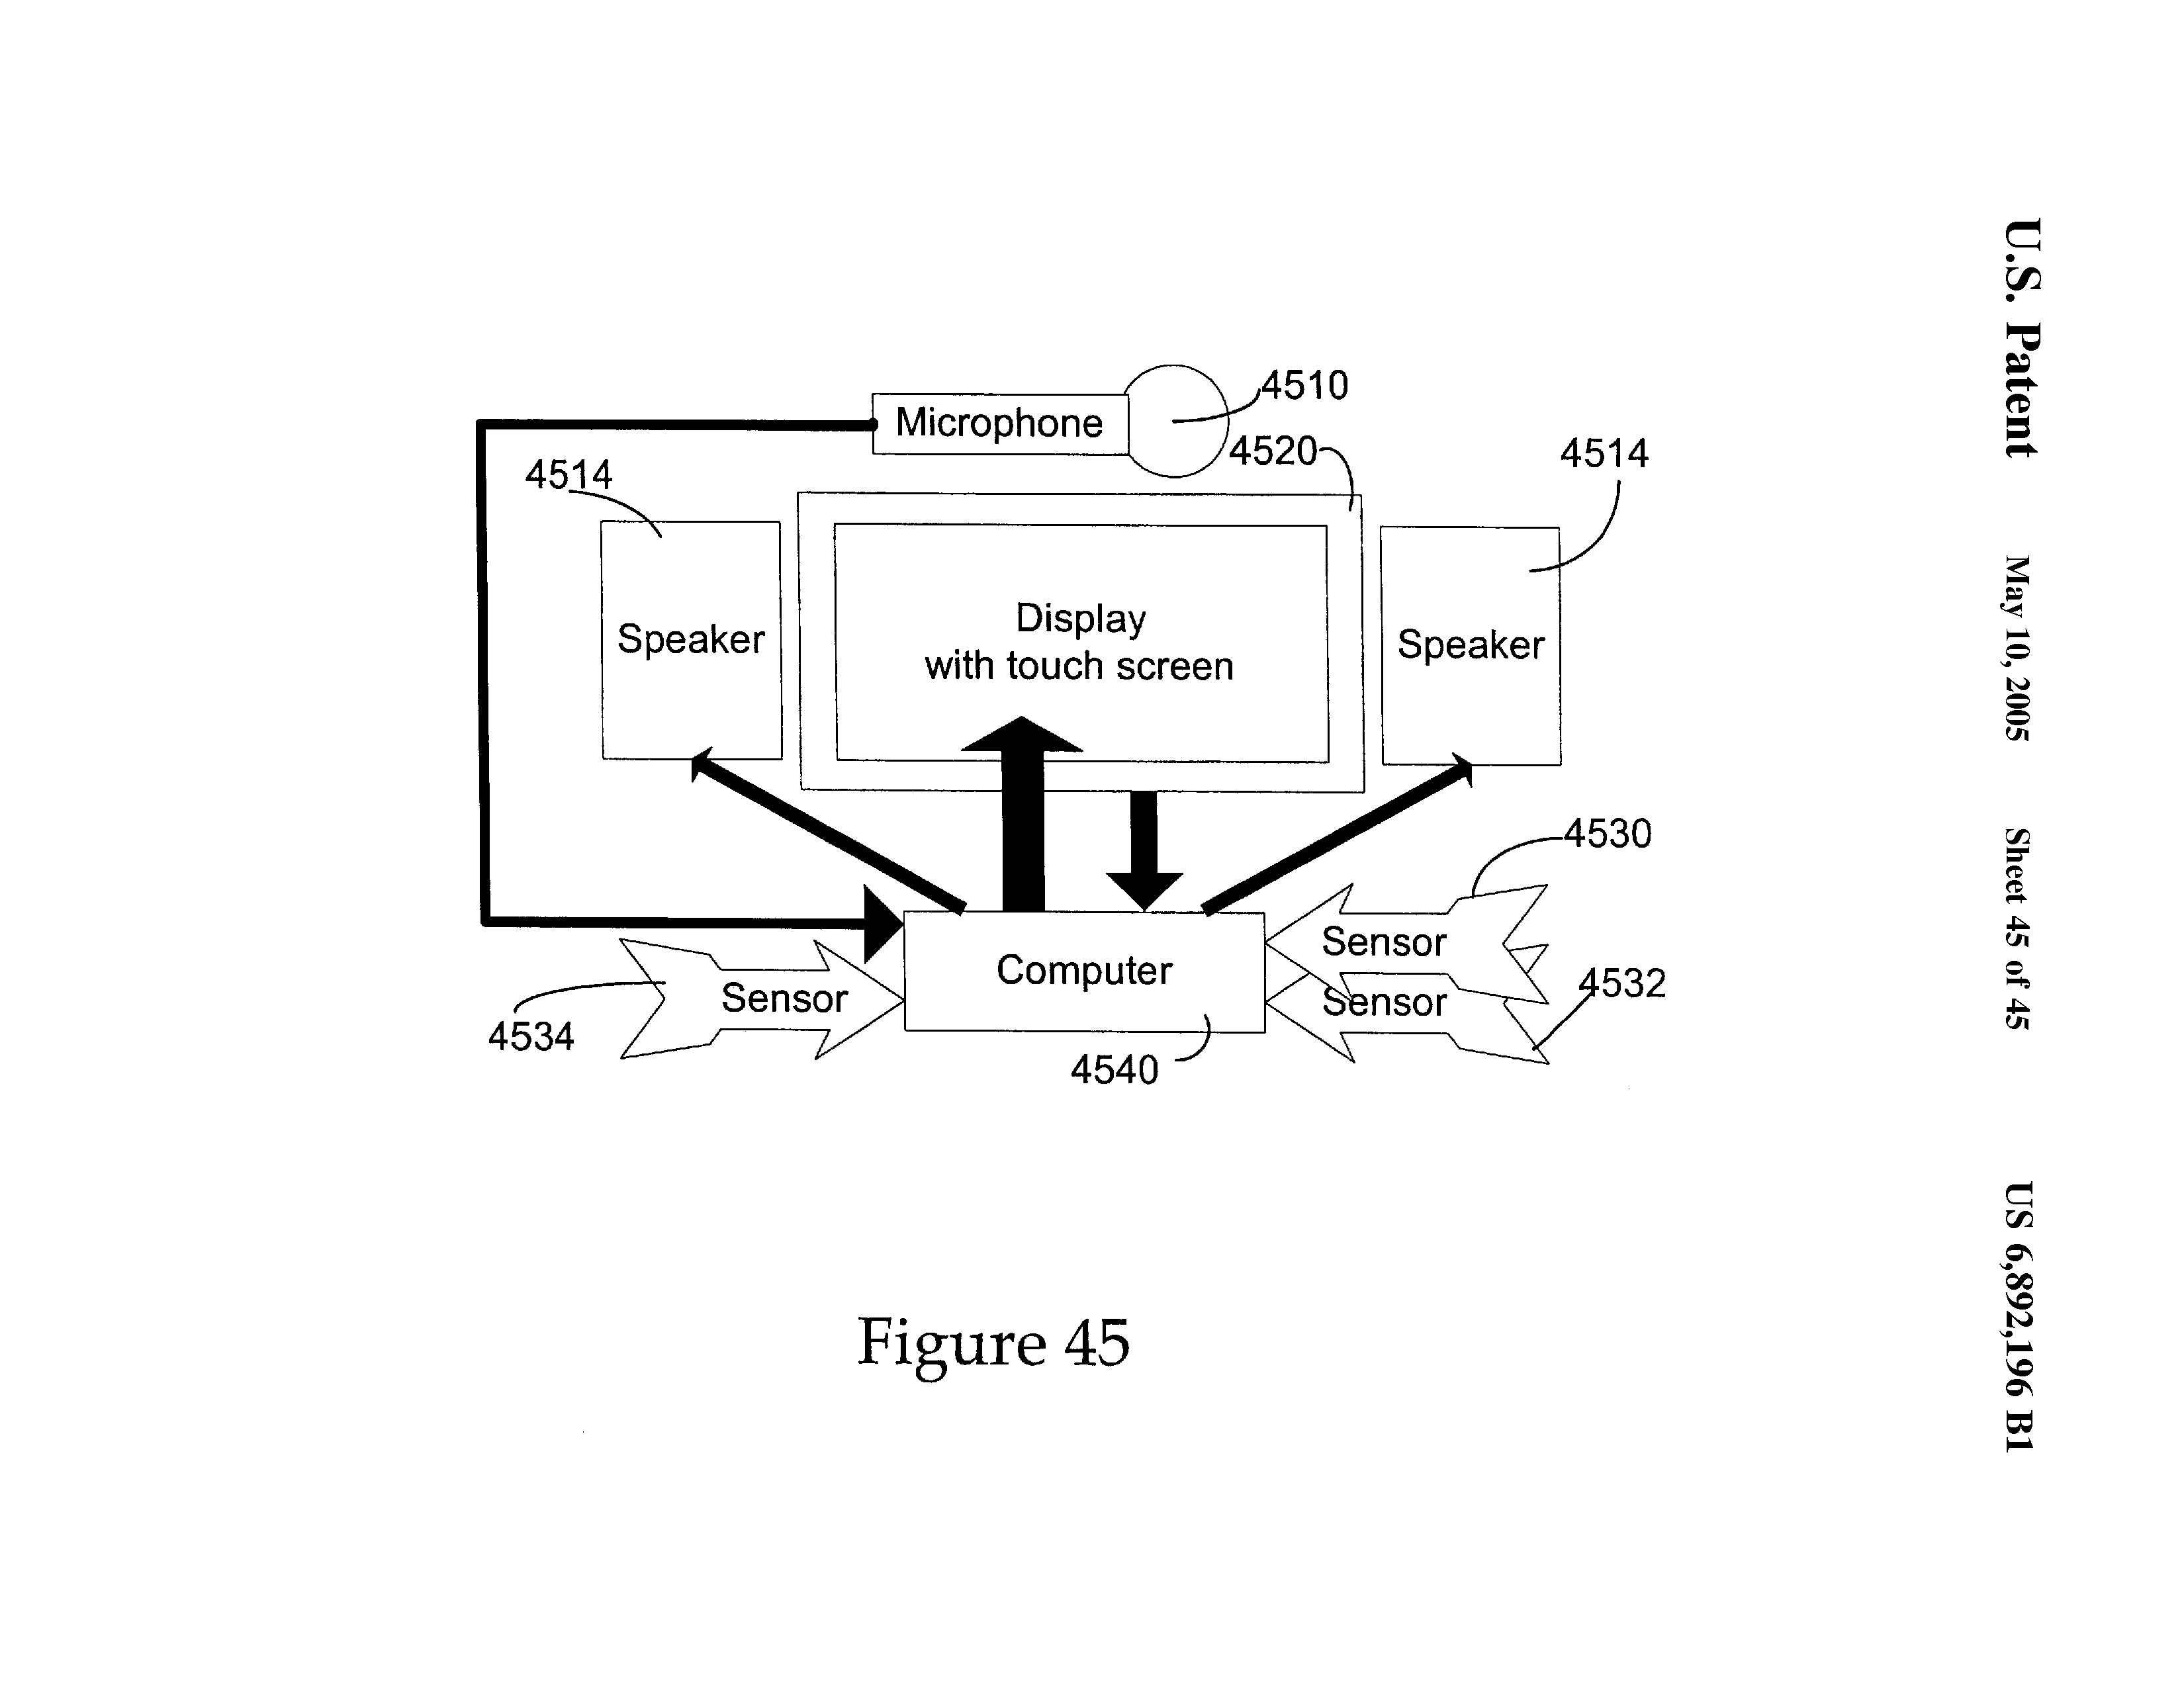 U.S. Patent May 10, 2005 Sheet 45 of 45 US 6,892,196 B1
4510
Microphone
4520
4514
4514
Display
with touch screen
Speaker
Speaker
4530
Sensor
Computer
4532
Sensor
Sensor
4534
4540
Figure 45